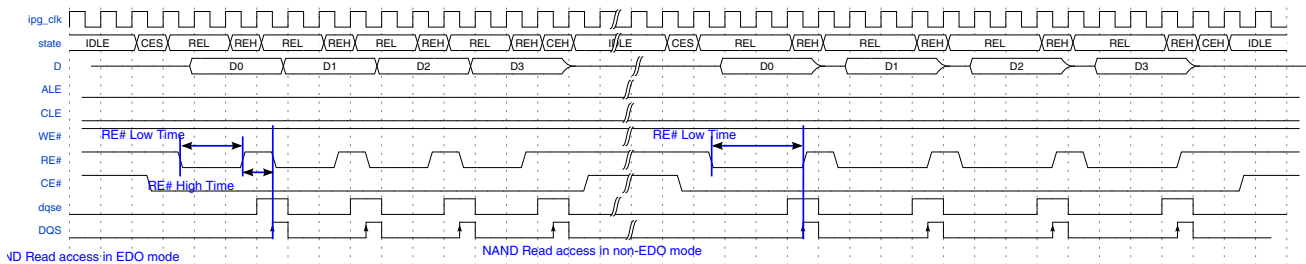 ipg_clk
state IDLE CES REL REH REL REH REL REH REL REH CEH IDLE CES REL REH REL REH REL REH REL REH CEH IDLE
D D0 D1 D2 D3 D0 D1 D2 D3
ALE
CLE
WE# RE# Low Time RE# Low Time
RE#
CE# RE# High Time
dqse
DQS
ND Read access in EDO mode NAND Read access in non-EDO mode